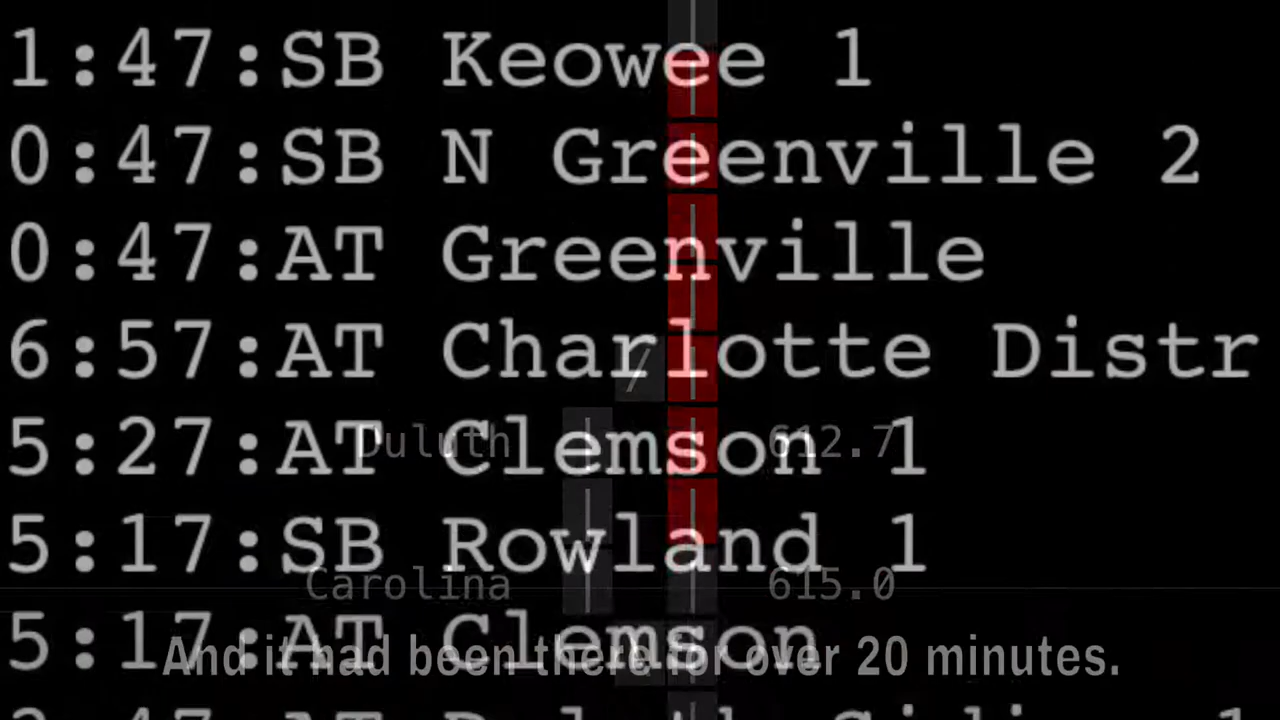 1:47:SB Keowee 1
0:47:SB N Greenville 2
0:47:AT Greenville
6:57:AT Charlotte Distr
/
Duluth 612.7
5:27:AT Clemson 1
5:17:SB Rowland 1
Carolina 615.0
5:17:AT Clemson
And it had been there for over 20 minutes.